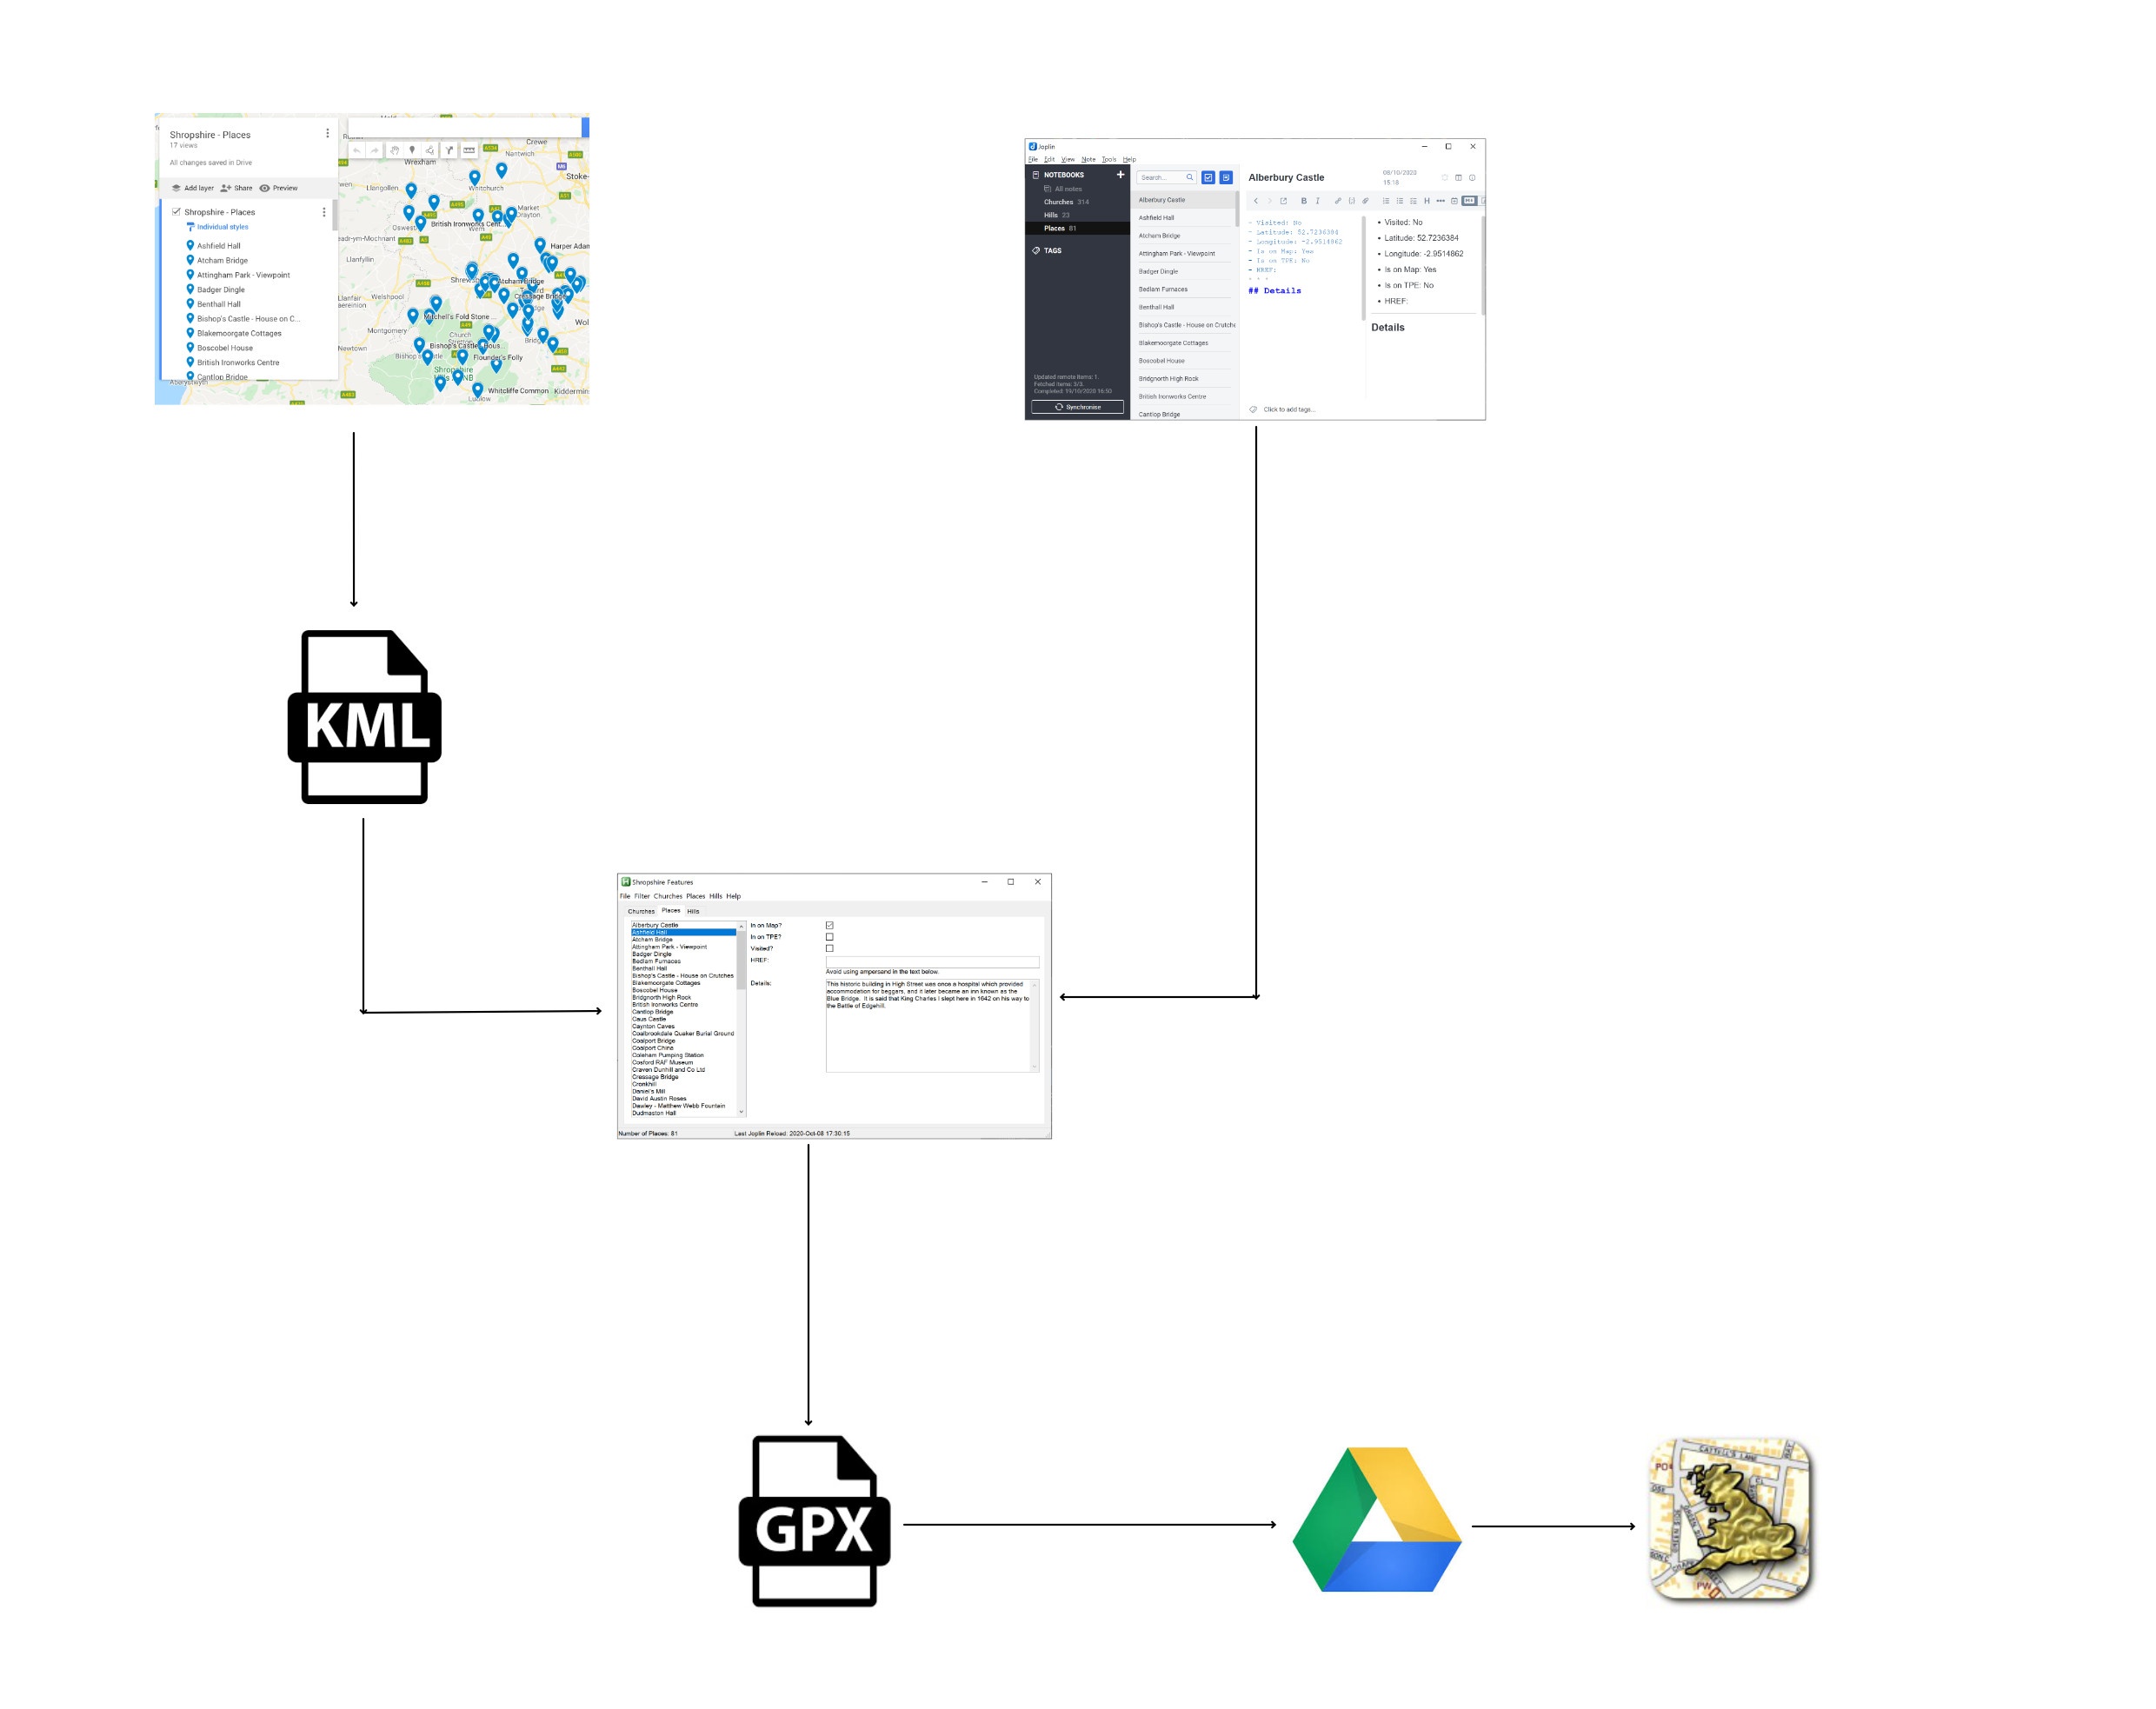 Shropshire - Places
17 views
All changes saved in Drive
Add layer Share Preview
Shropshire - Places
Individual styles
Ashfield Hall
Atcham Bridge
Attingham Park - Viewpoint
Badger Dingle
Benthall Hall
Bishop's Castle - House on C...
Blakemoorgate Cottages
Boscobel House
British Ironworks Centre
Cantlop Bridge
Aberystwyth
Crewe
Nantwich
Wrexham
Stoke-
Llangollen
Whitchurch
Market
Drayton
Oswest
British Ironworks Cent...
Wem
Harper Adan
Llanfyllin
Shrews
Atcham Bridge
Cressage Bridge
Llanfair
Caereinion
Welshpool
Mitchell's Fold Stone ...
Wol
Montgomery
Church
Newtown
Bishop's Castle - Hous...
Flounder's Folly
Shropshire
Whitcliffe Common
Kiddermin
Ludlow
Joplin
File Edit View Note Tools Help
NOTEBOOKS
All notes
Churches 314
Hills 23
Places 81
TAGS
Updated remote items: 1.
Fetched items: 3/3.
Completed: 19/10/2020 16:50
Synchronise
Search...
Alberbury Castle
Ashfield Hall
Atcham Bridge
Attingham Park - Viewpoint
Badger Dingle
Bedlam Furnaces
Benthall Hall
Bishop's Castle - House on Crutche
Blakemoorgate Cottages
Boscobel House
Bridgnorth High Rock
British Ironworks Centre
Cantlop Bridge
Alberbury Castle
08/10/2020
15:18
- Visited: No
- Latitude: 52.7236384
- Longitude: -2.9514862
- Is on Map: Yes
- Is on TPE: No
- HREF:
- - -
## Details
• Visited: No
• Latitude: 52.7236384
• Longitude: -2.9514862
• Is on Map: Yes
• Is on TPE: No
• HREF:
Details
Click to add tags...
KML
Shropshire Features
File Filter Churches Places Hills Help
Churches Places Hills
Alberbury Castle
Ashfield Hall
Atcham Bridge
Attingham Park - Viewpoint
Badger Dingle
Bedlam Furnaces
Benthall Hall
Bishop's Castle - House on Crutches
Blakemoorgate Cottages
Boscobel House
Bridgnorth High Rock
British Ironworks Centre
Cantlop Bridge
Caus Castle
Caynton Caves
Coalbrookdale Quaker Burial Ground
Coalport Bridge
Coalport China
Coleham Pumping Station
Cosford RAF Museum
Craven Dunhill and Co Ltd
Cressage Bridge
Cronkhill
Daniel's Mill
David Austin Roses
Dawley - Matthew Webb Fountain
Dudmaston Hall
In on Map?
In on TPE?
Visited?
HREF:
Avoid using ampersand in the text below.
Details:
This historic building in High Street was once a hospital which provided
accommodation for beggars, and it later became an inn known as the
Blue Bridge. It is said that King Charles I slept here in 1642 on his way to
the Battle of Edgehill.
Number of Places: 81
Last Joplin Reload: 2020-Oct-08 17:30:15
GPX
CATTELL'S LANE
PO
PW